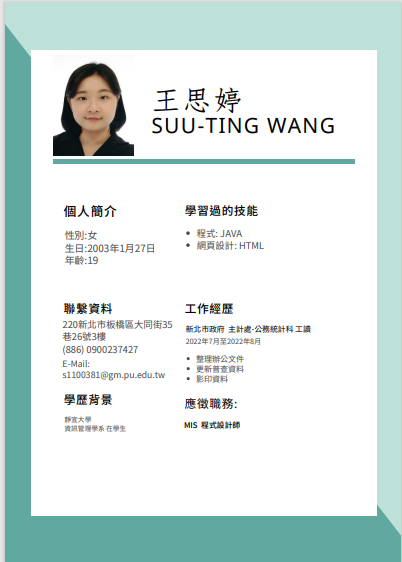 王思婷
SUU-TING WANG
個人簡介
性別:女
生日:2003年1月27日
年齡:19
學習過的技能
程式: JAVA
網頁設計: HTML
聯繫資料
220新北市板橋區大同街35
巷26號3樓
(886) 0900237427
E-Mail:
s1100381@gm.pu.edu.tw
工作經歷
新北市政府 主計處-公務統計科 工讀
2022年7月至2022年8月
整理辦公文件
更新普查資料
影印資料
學歷背景
靜宜大學
資訊管理學系 在學生
應徵職務:
MIS 程式設計師